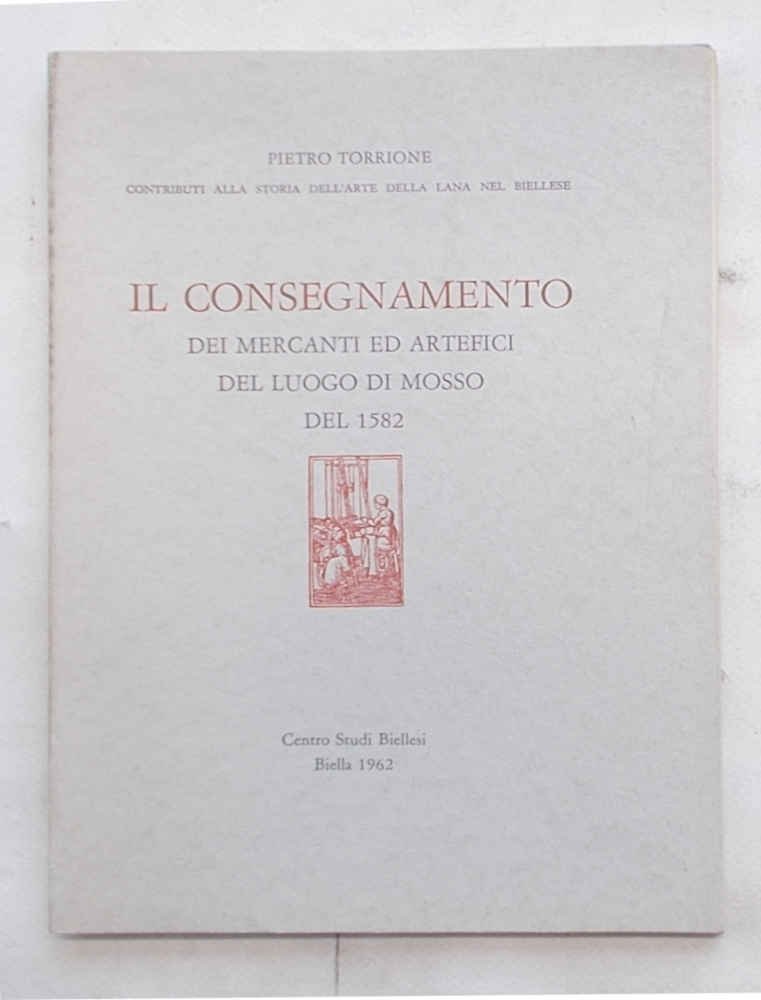 PIETRO TORRIONE
CONTRIBUTI ALLA STORIA DELL'ARTE DELLA LANA NEL BIELLESE
IL CONSEGNAMENTO
DEI MERCANTI ED ARTEFICI
DEL LUOGO DI MOSSO
DEL 1582
Centro Studi Biellesi
Biella 1962